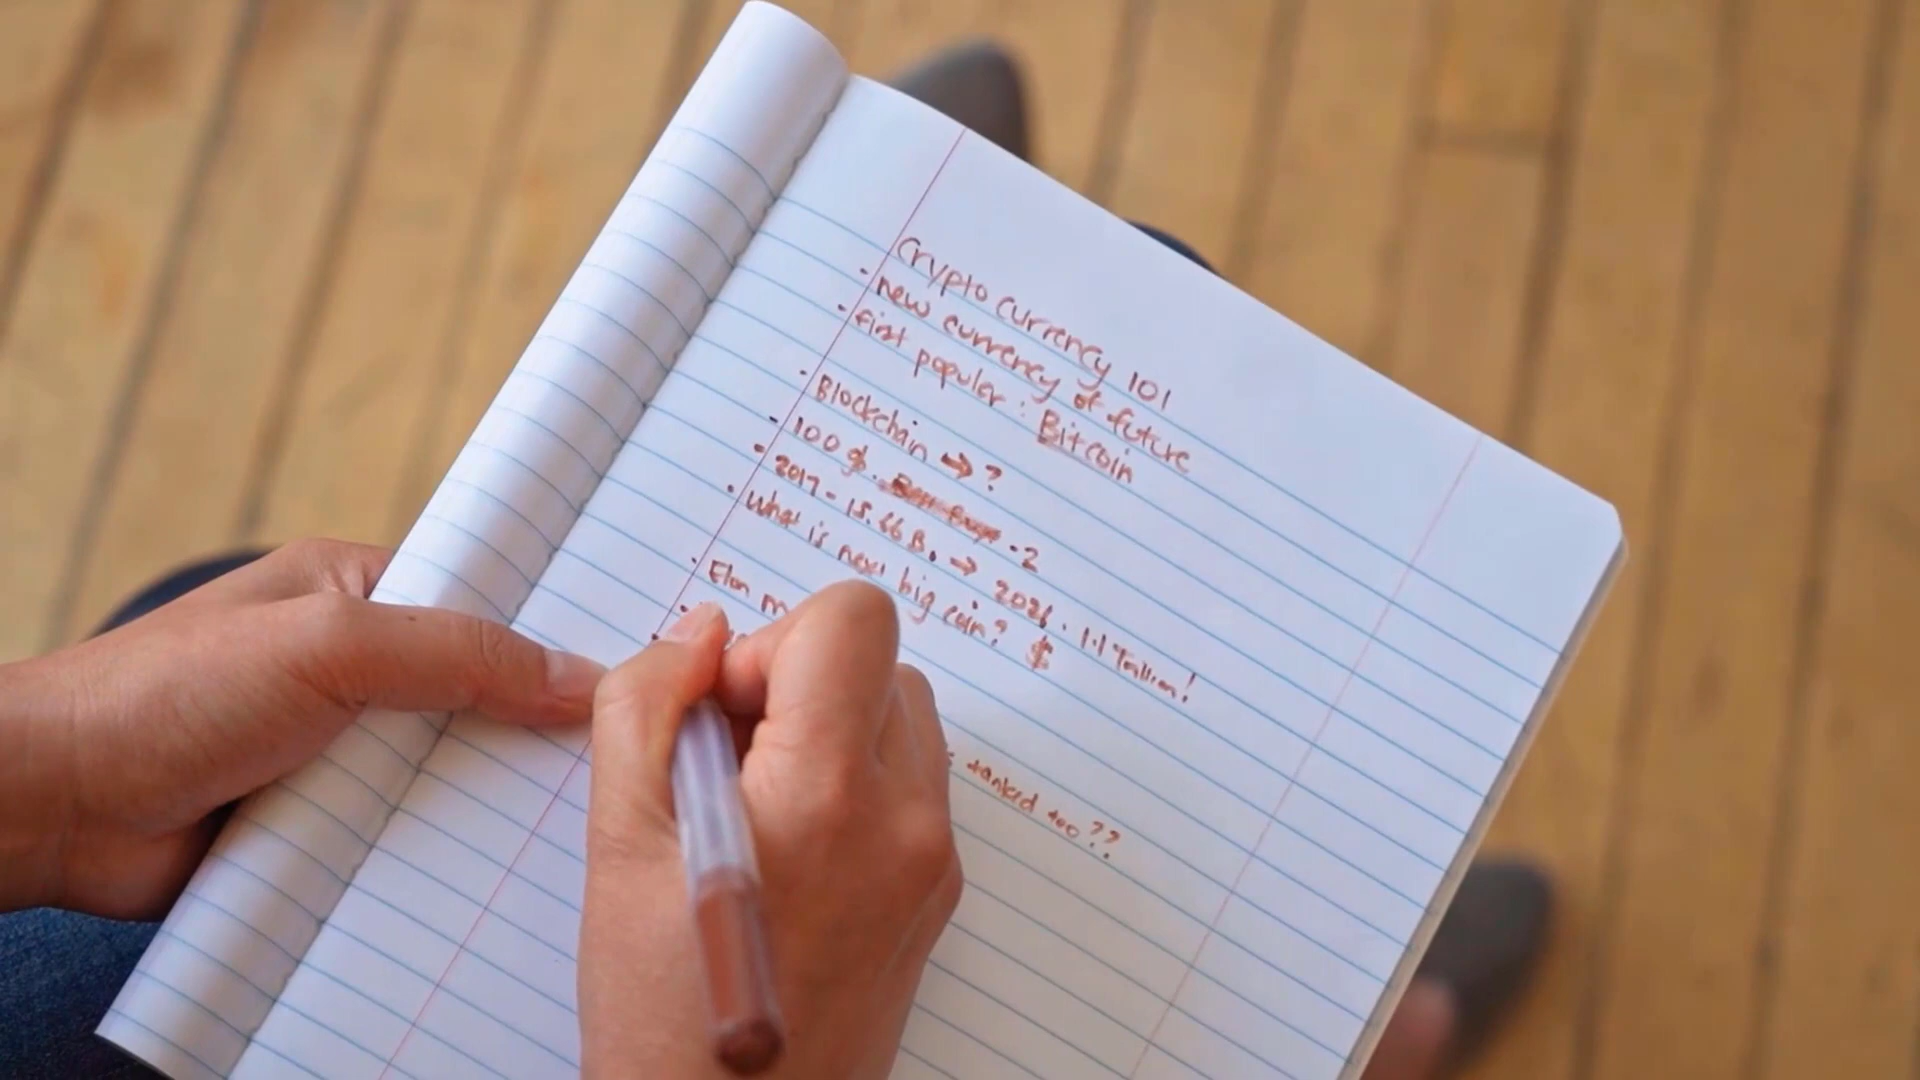 Crypto Currency 101
· new currency of future
· first popular : Bitcoin
· Blockchain → ?
- 100 $. - 2
- 2017 - 15.66 B. → 2021. 1.1 Trillion!
· What is next big coin? $
· Elon m
tanked too ??